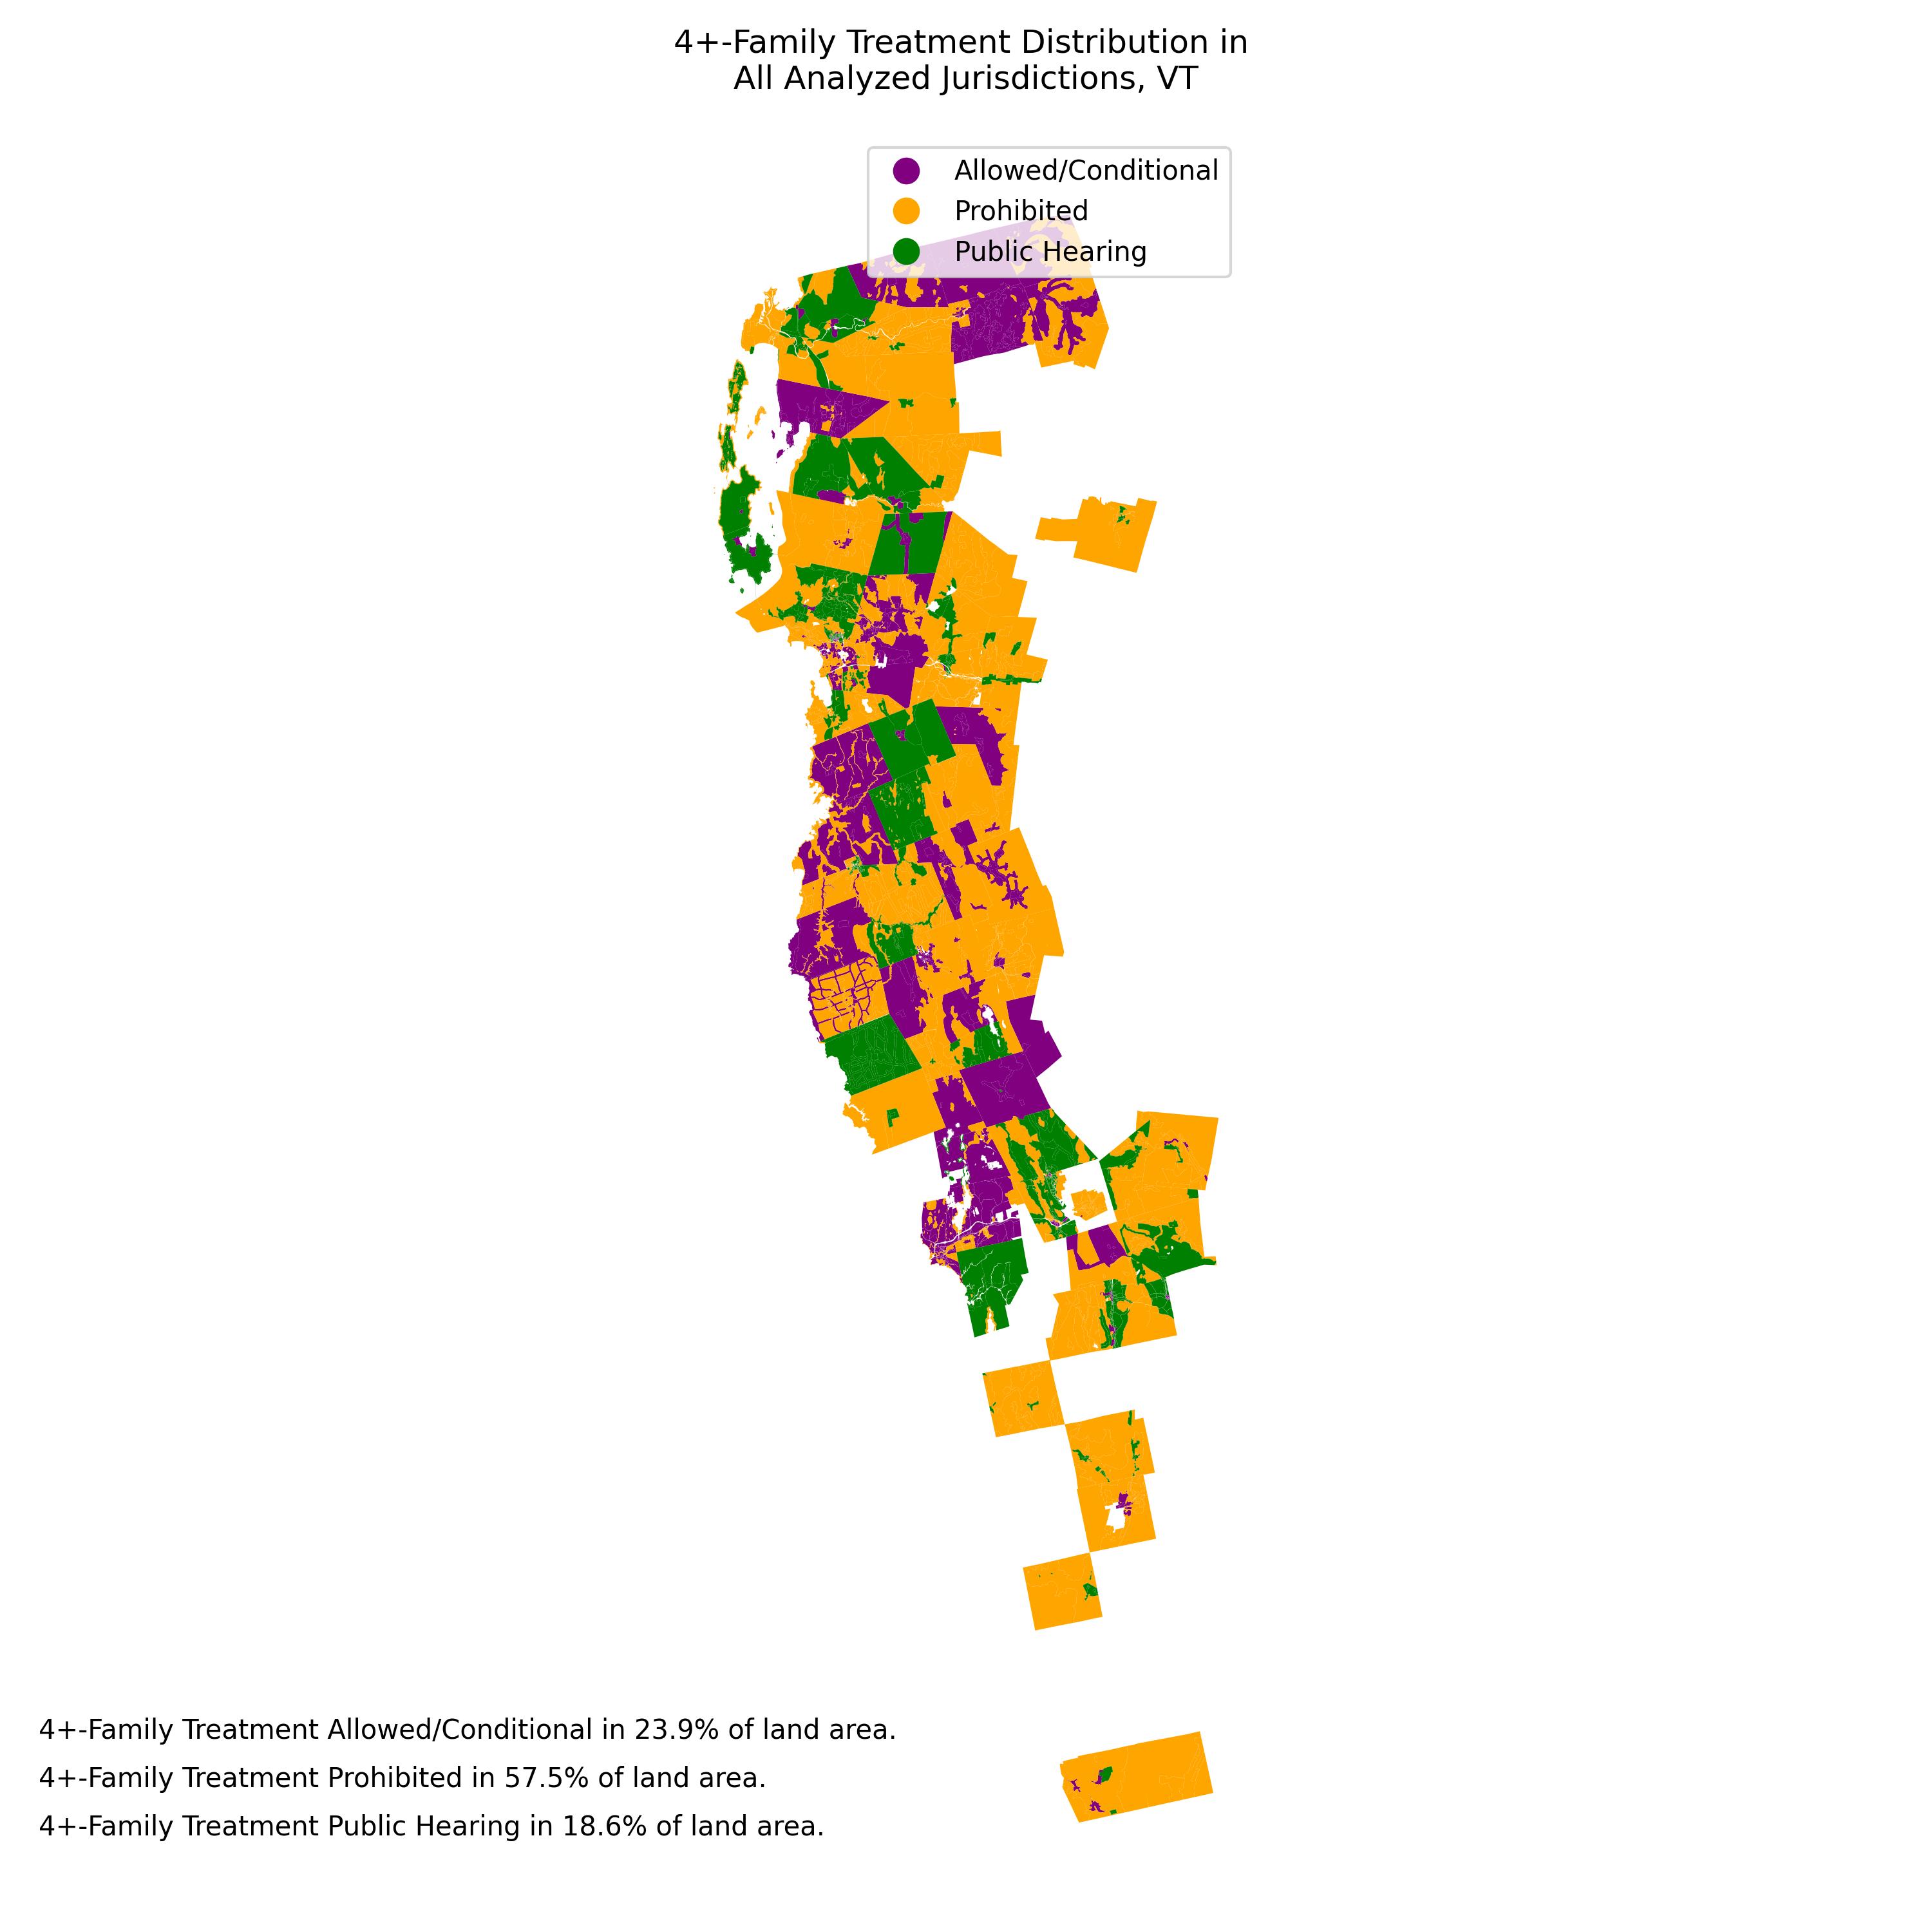 4+-Family Treatment Distribution in
All Analyzed Jurisdictions, VT
Allowed/Conditional
Prohibited
Public Hearing
4+-Family Treatment Allowed/Conditional in 23.9% of land area.
4+-Family Treatment Prohibited in 57.5% of land area.
4+-Family Treatment Public Hearing in 18.6% of land area.